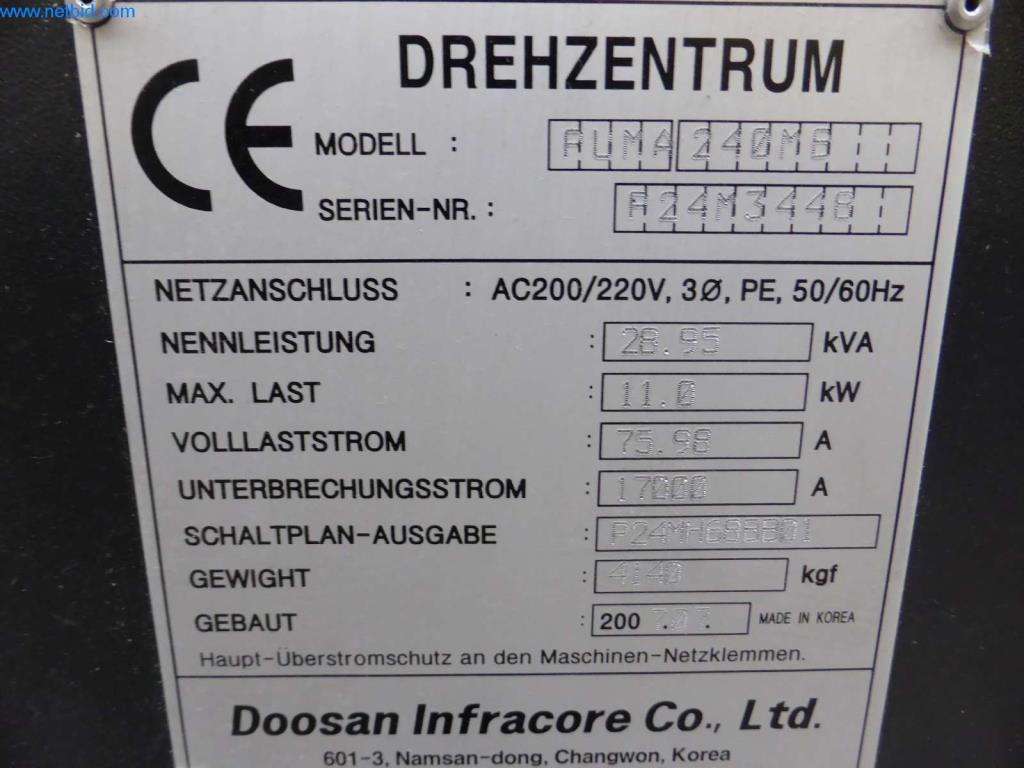 www.netbid.com
CE
DREHZENTRUM
MODELL : PUMA 240MB
SERIEN-NR. : P24M3448
NETZANSCHLUSS : AC200/220V, 3Ø, PE, 50/60Hz
NENNLEISTUNG : 28.95 kVA
MAX. LAST : 11.0 kW
VOLLLASTSTROM : 75.98 A
UNTERBRECHUNGSSTROM : 17000 A
SCHALTPLAN-AUSGABE :
GEWIGHT : 4140 kgf
GEBAUT : 2007.07. MADE IN KOREA
Haupt-Überstromschutz an den Maschinen-Netzklemmen.
Doosan Infracore Co., Ltd.
601-3, Namsan-dong, Changwon, Korea